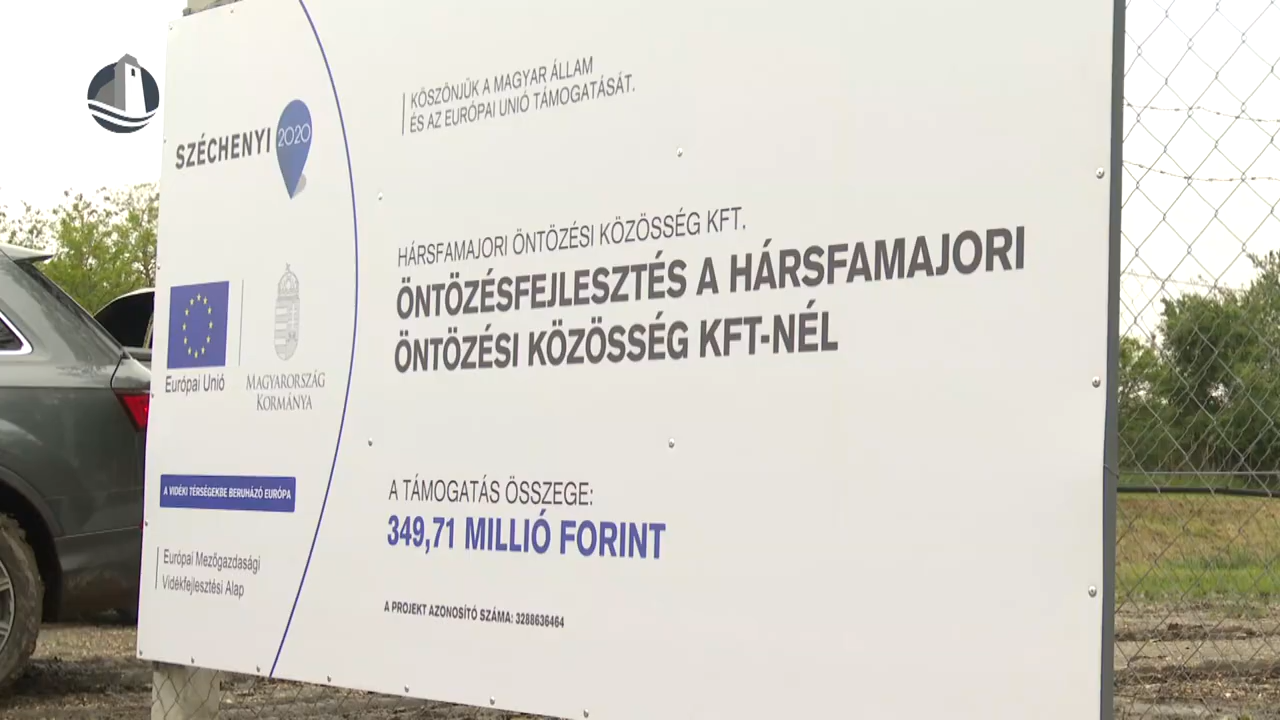 KÖSZÖNJÜK A MAGYAR ÁLLAM
ÉS AZ EURÓPAI UNIÓ TÁMOGATÁSÁT.
SZÉCHENYI 2020
HÁRSFAMAJORI ÖNTÖZÉSI KÖZÖSSÉG KFT.
ÖNTÖZÉSFEJLESZTÉS A HÁRSFAMAJORI
ÖNTÖZÉSI KÖZÖSSÉG KFT-NÉL
Európai Unió
MAGYARORSZÁG
KORMÁNYA
A VIDÉKI TÉRSÉGEKBE BERUHÁZÓ EURÓPA
Európai Mezőgazdasági
Vidékfejlesztési Alap
A TÁMOGATÁS ÖSSZEGE:
349,71 MILLIÓ FORINT
A PROJEKT AZONOSÍTÓ SZÁMA: 3288636464